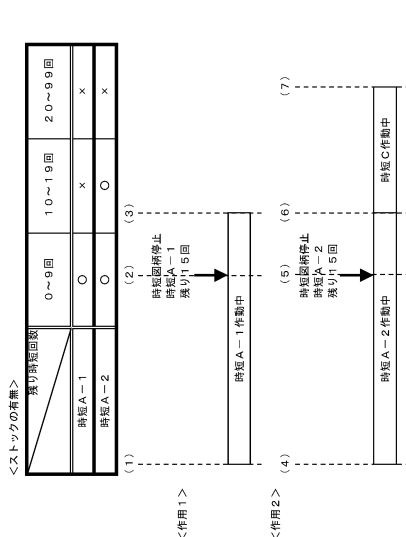 <ストックの有無>
残り時短回数
0～9回
10～19回
20～99回
時短A－1
○
×
×
時短A－2
○
○
×
<作用1>
(1)
(2)
(3)
時短図柄停止
時短A－1
残り15回
時短A－1作動中
<作用2>
(4)
(5)
(6)
(7)
時短図柄停止
時短A－2
残り15回
時短A－2作動中
時短C作動中